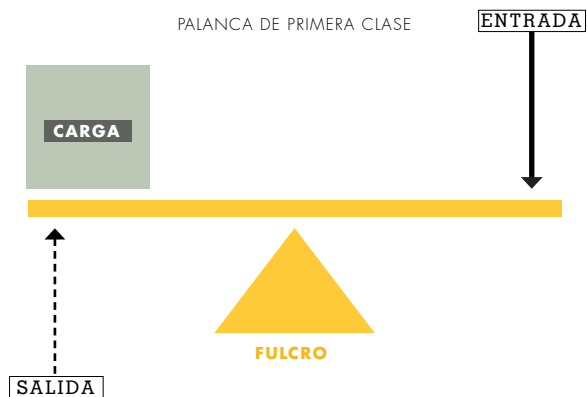 PALANCA DE PRIMERA CLASE
ENTRADA
CARGA
FULCRO
SALIDA